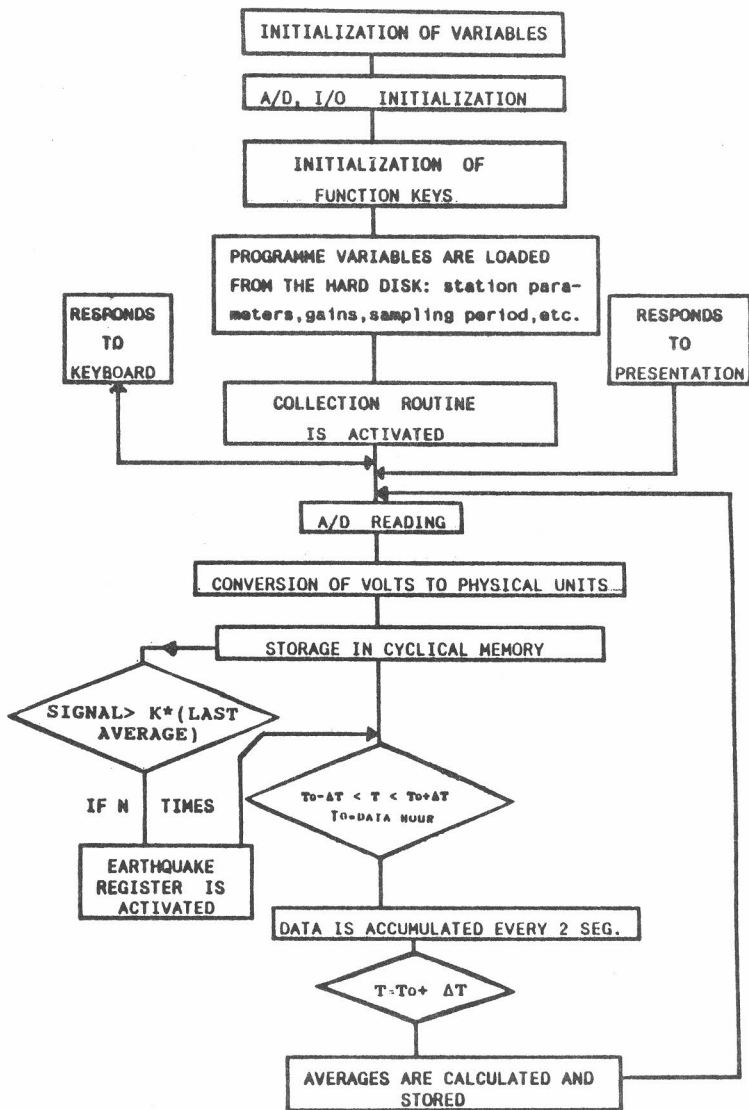 INITIALIZATION OF VARIABLES
A/D, I/O INITIALIZATION
INITIALIZATION OF
FUNCTION KEYS
PROGRAMME VARIABLES ARE LOADED
FROM THE HARD DISK: station para-
meters,gains,sampling period,etc.
RESPONDS
TO
KEYBOARD
RESPONDS
TO
PRESENTATION
COLLECTION ROUTINE
IS ACTIVATED
A/D READING
CONVERSION OF VOLTS TO PHYSICAL UNITS
STORAGE IN CYCLICAL MEMORY
SIGNAL> K*(LAST
AVERAGE)
IF N TIMES
EARTHQUAKE
REGISTER IS
ACTIVATED
To-ΔT < T < To+ΔT
To=DATA HOUR
DATA IS ACCUMULATED EVERY 2 SEG.
T=To+ ΔT
AVERAGES ARE CALCULATED AND
STORED